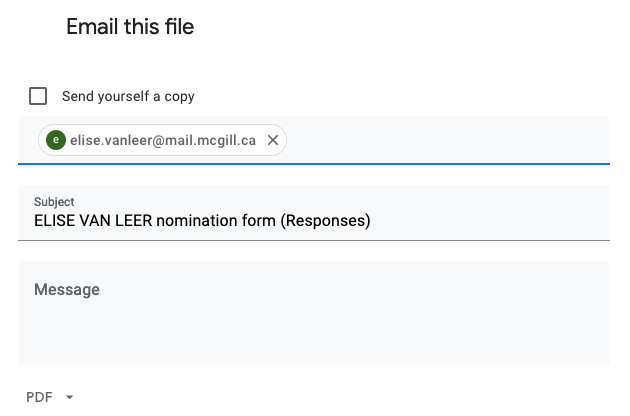 Email this file
Send yourself a copy
e elise.vanleer@mail.mcgill.ca
Subject
ELISE VAN LEER nomination form (Responses)
Message
PDF